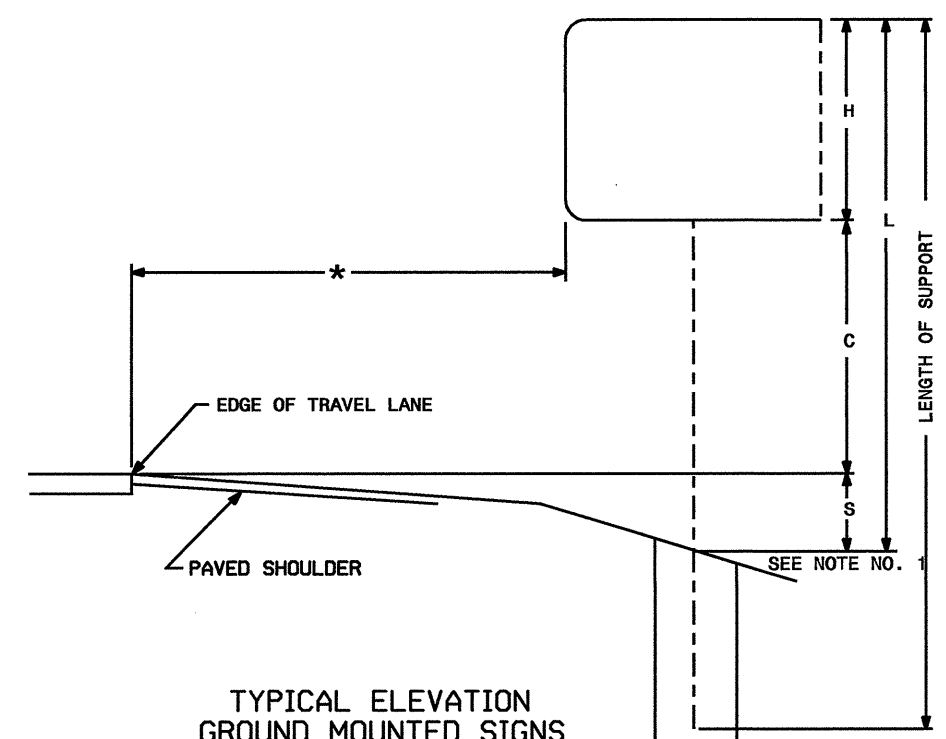 H
L
LENGTH OF SUPPORT
*
C
EDGE OF TRAVEL LANE
S
SEE NOTE NO. 1
PAVED SHOULDER
TYPICAL ELEVATION
GROUND MOUNTED SIGNS